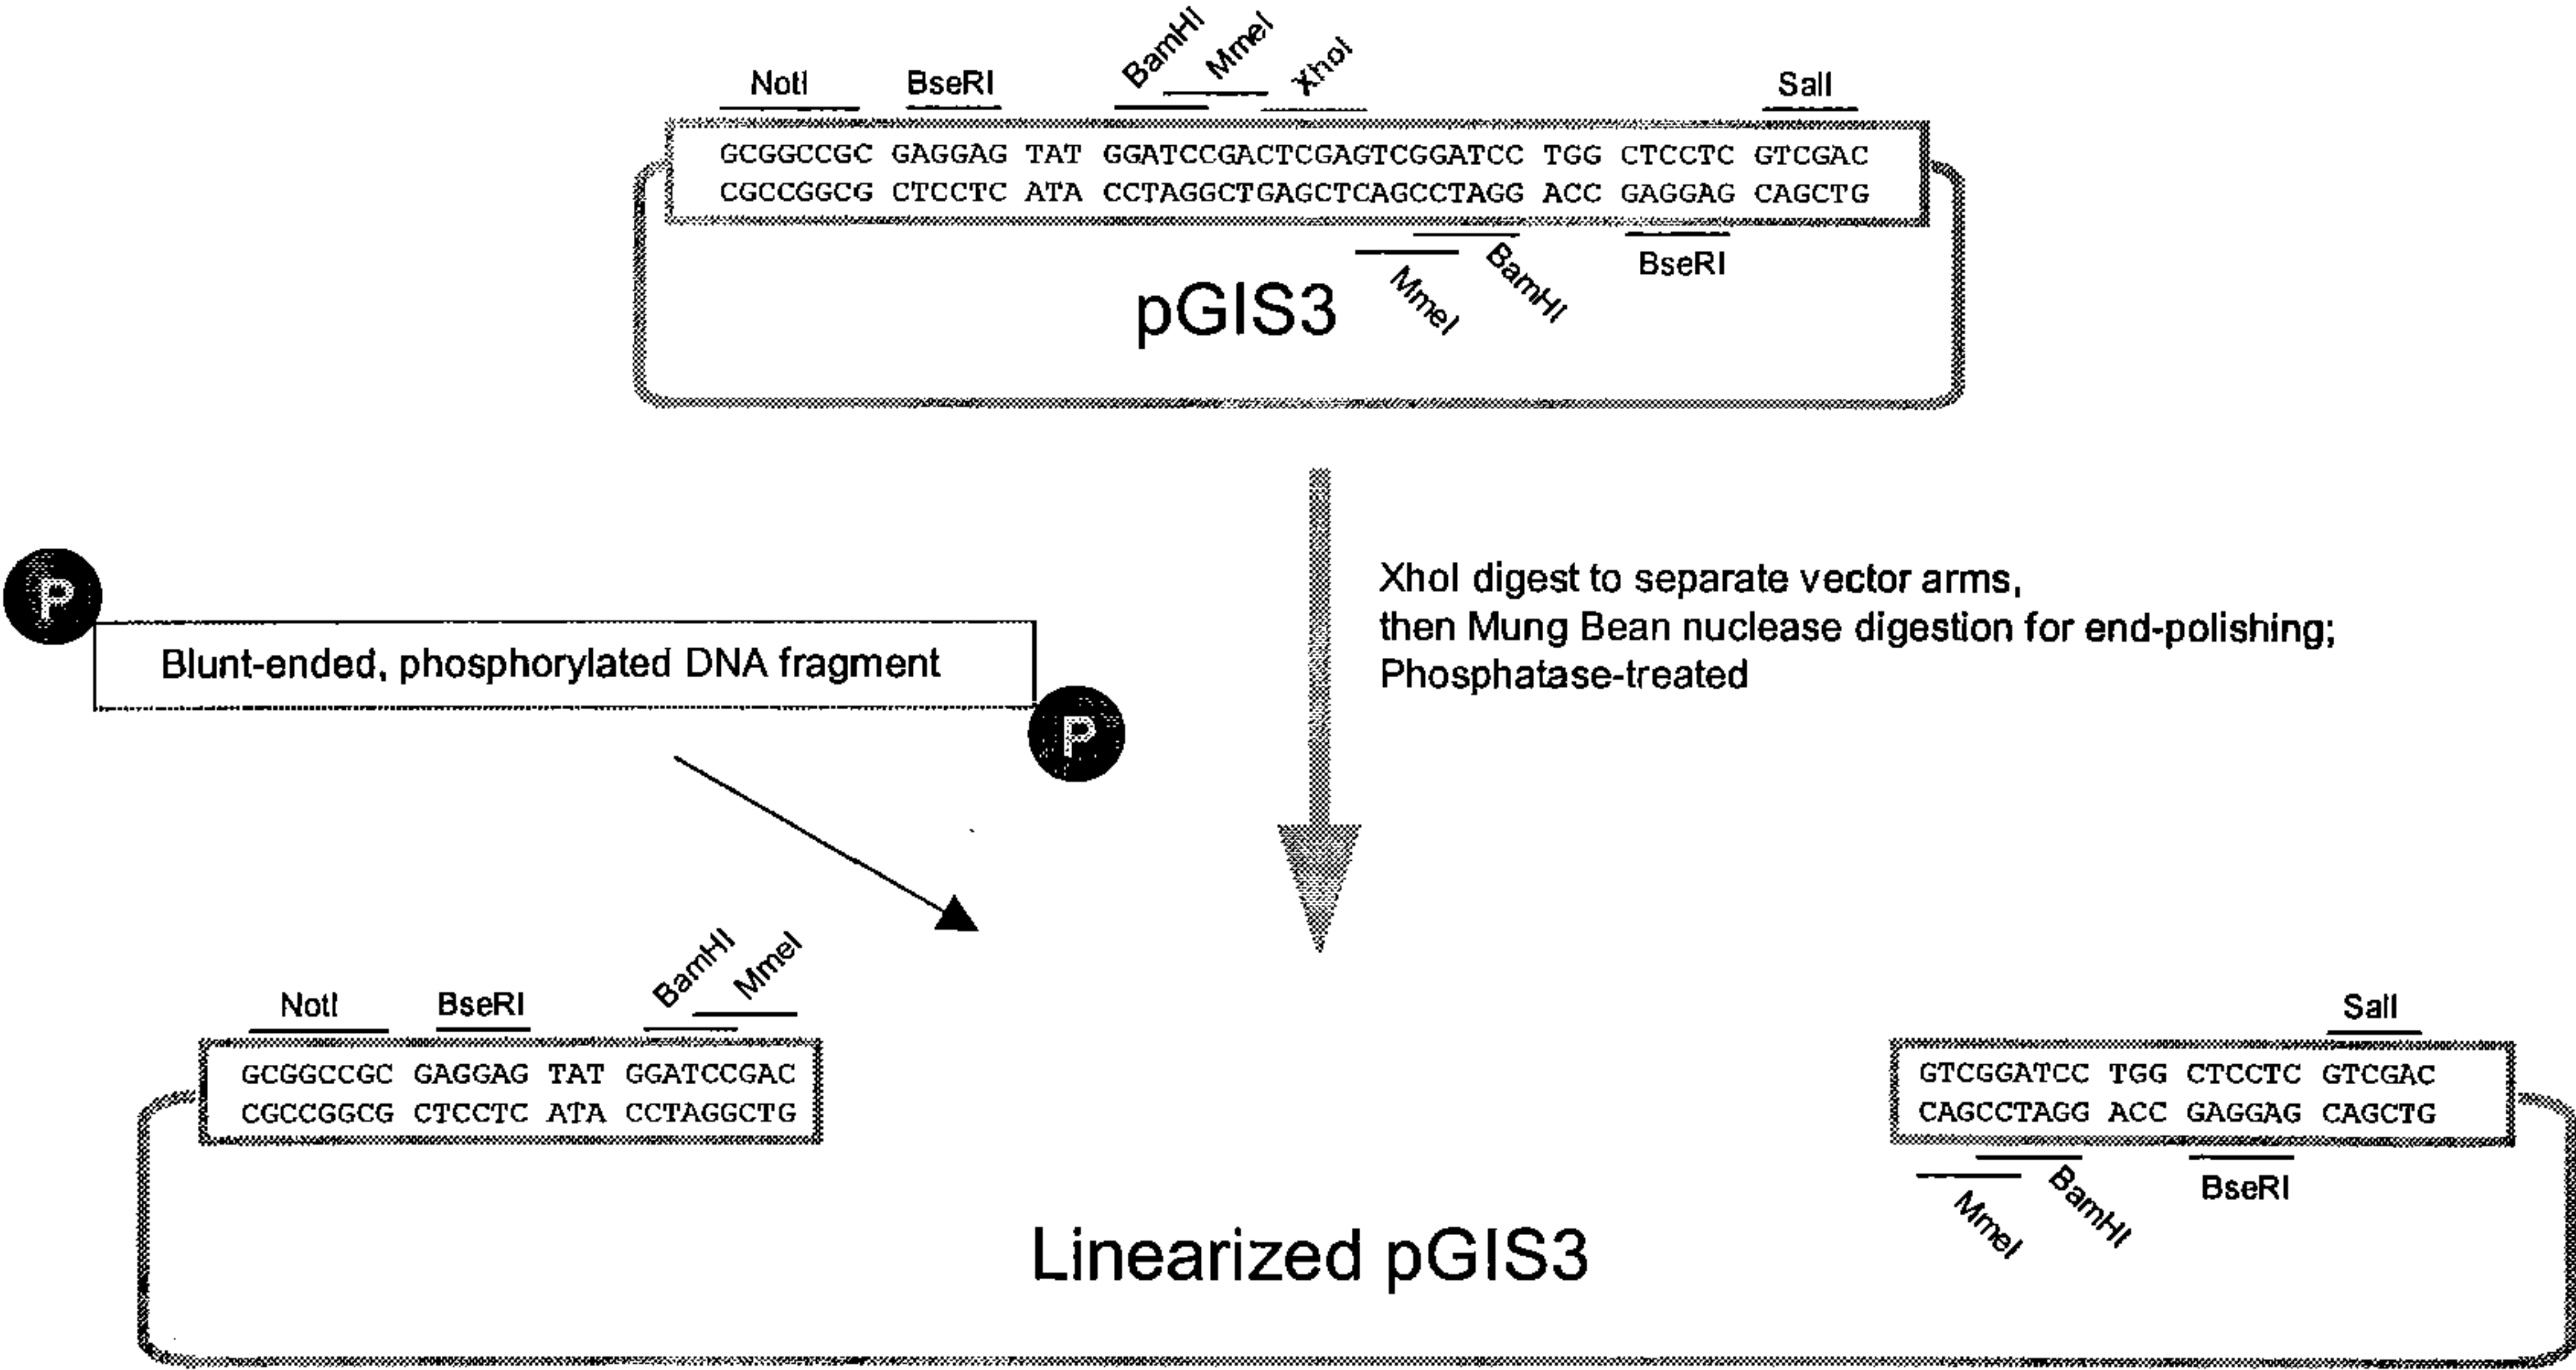 BamHI MmeI XhoI
NotI BseRI SalI
GCGGCCGC GAGGAG TAT GGATCCGACTCGAGTCGGATCC TGG CTCCTC GTCGAC
CGCCGGCG CTCCTC ATA CCTAGGCTGAGCTCAGCCTAGG ACC GAGGAG CAGCTG
MmeI BamHI BseRI
pGIS3
XhoI digest to separate vector arms,
then Mung Bean nuclease digestion for end-polishing;
Phosphatase-treated
P
Blunt-ended, phosphorylated DNA fragment
P
BamHI MmeI
NotI BseRI
GCGGCCGC GAGGAG TAT GGATCCGAC
CGCCGGCG CTCCTC ATA CCTAGGCTG
SalI
GTCGGATCC TGG CTCCTC GTCGAC
CAGCCTAGG ACC GAGGAG CAGCTG
MmeI BamHI BseRI
Linearized pGIS3